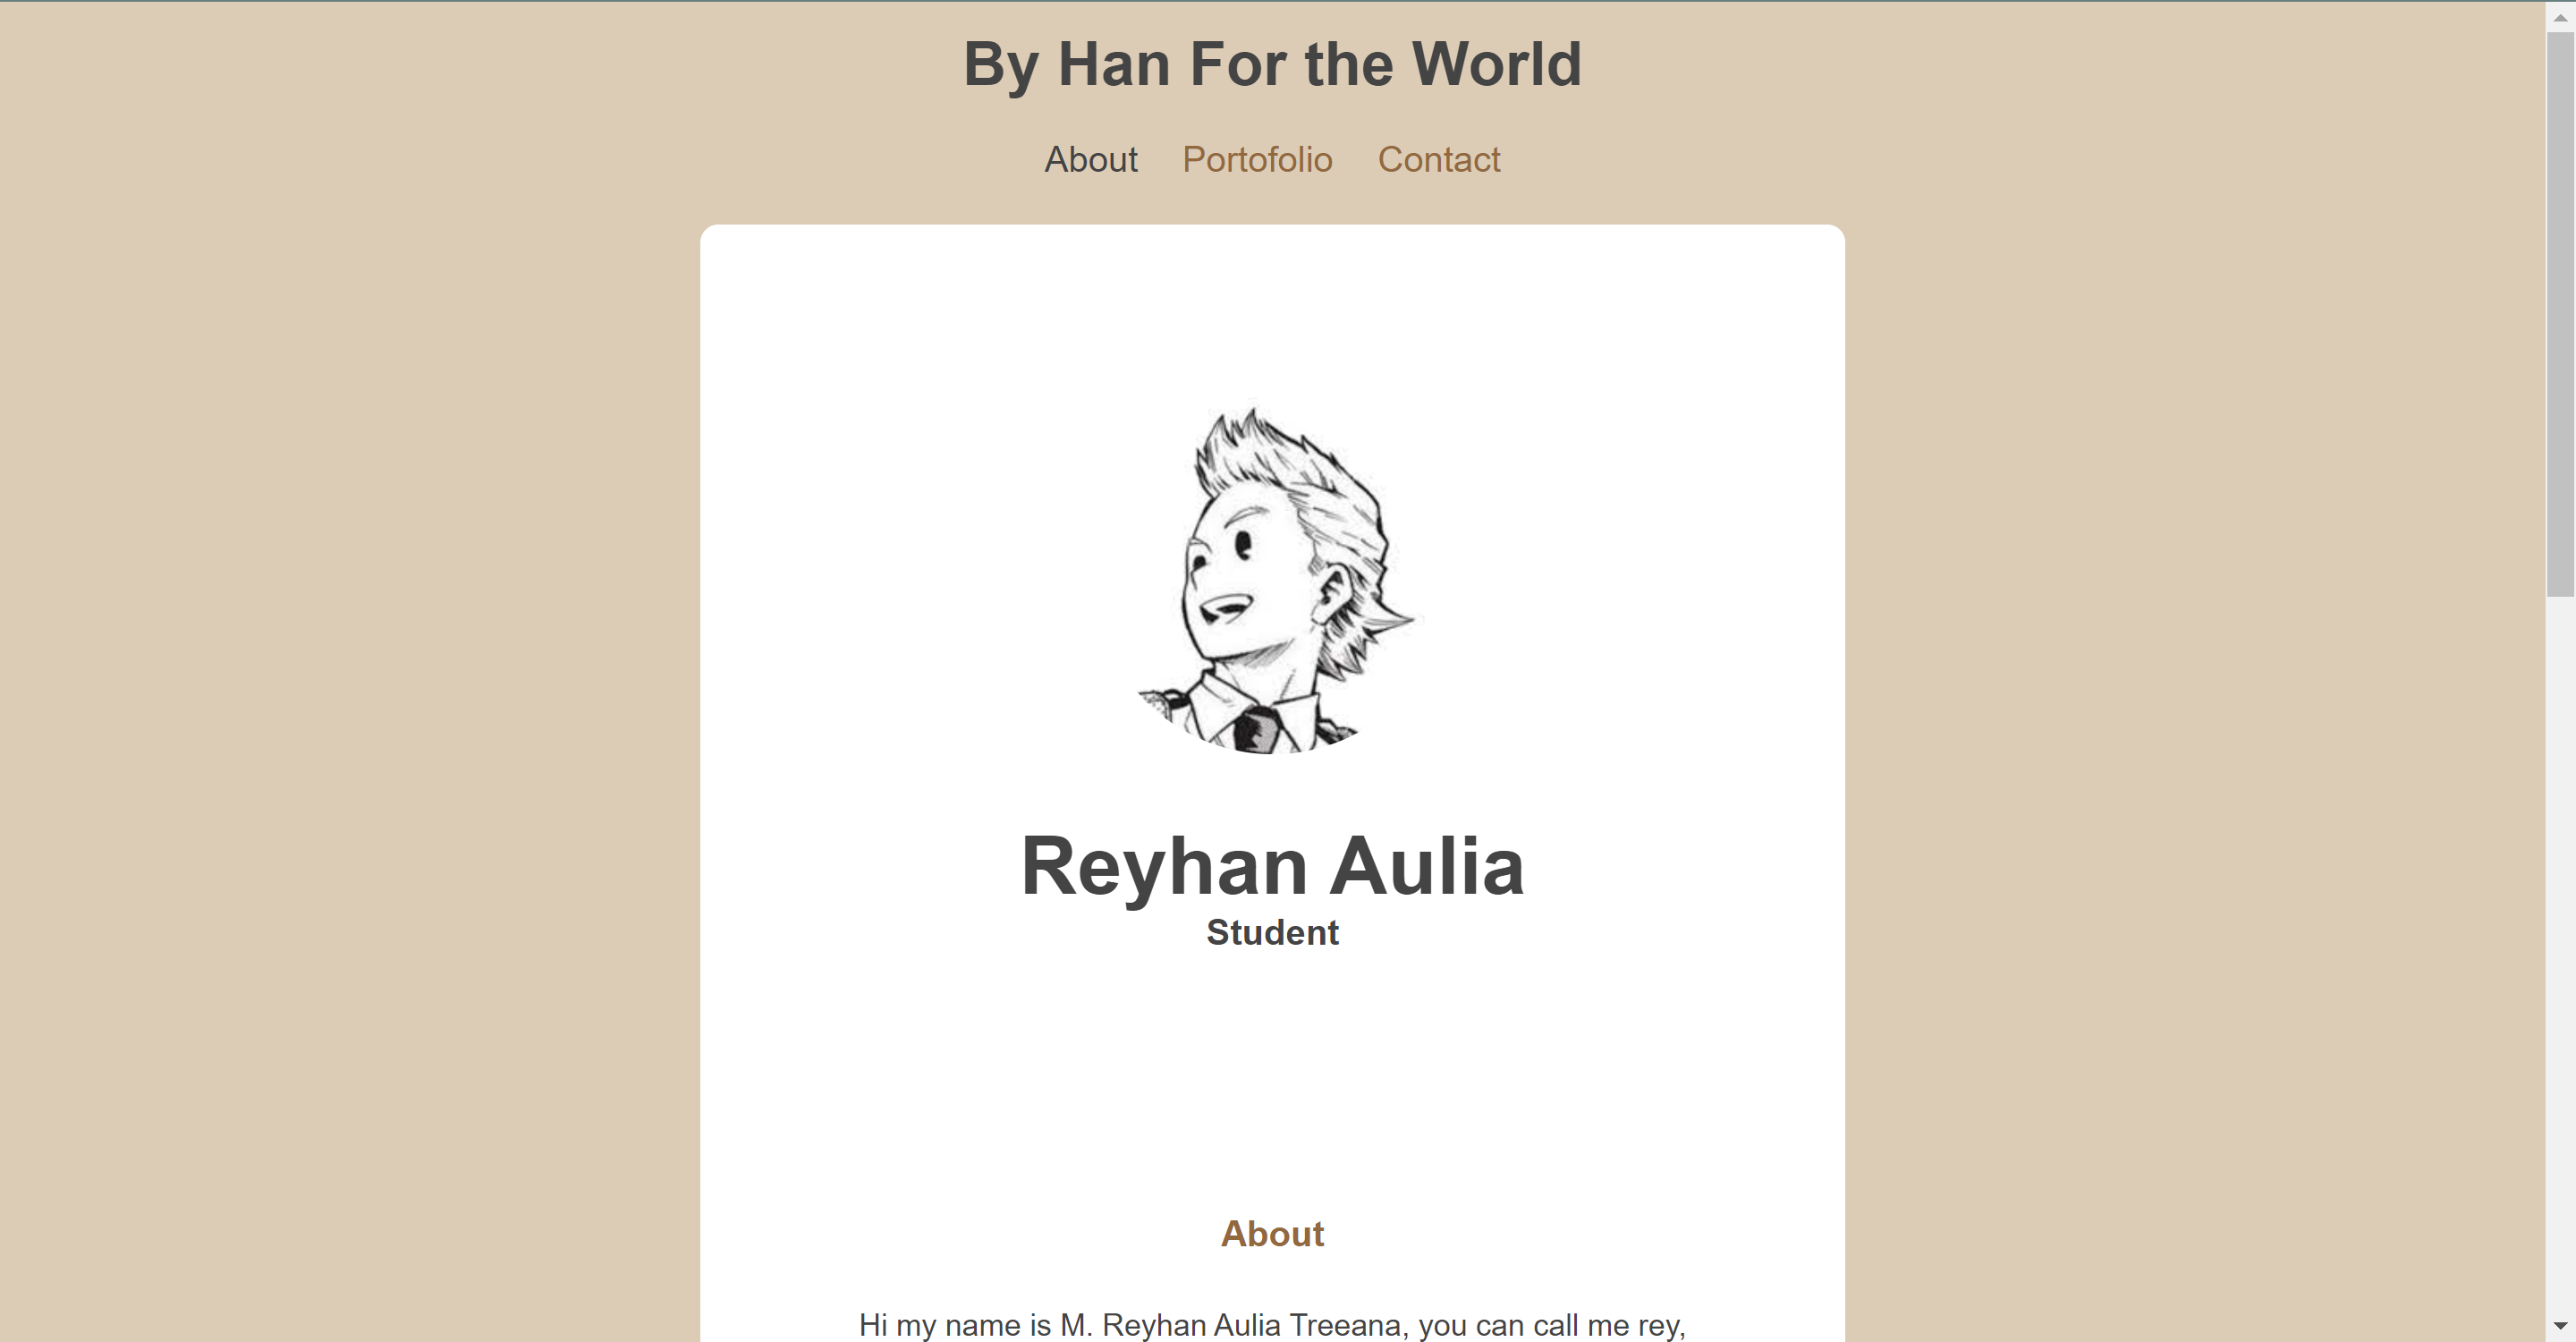 By Han For the World
About Portofolio Contact
Reyhan Aulia
Student
About
Hi my name is M. Reyhan Aulia Treeana, you can call me rey,